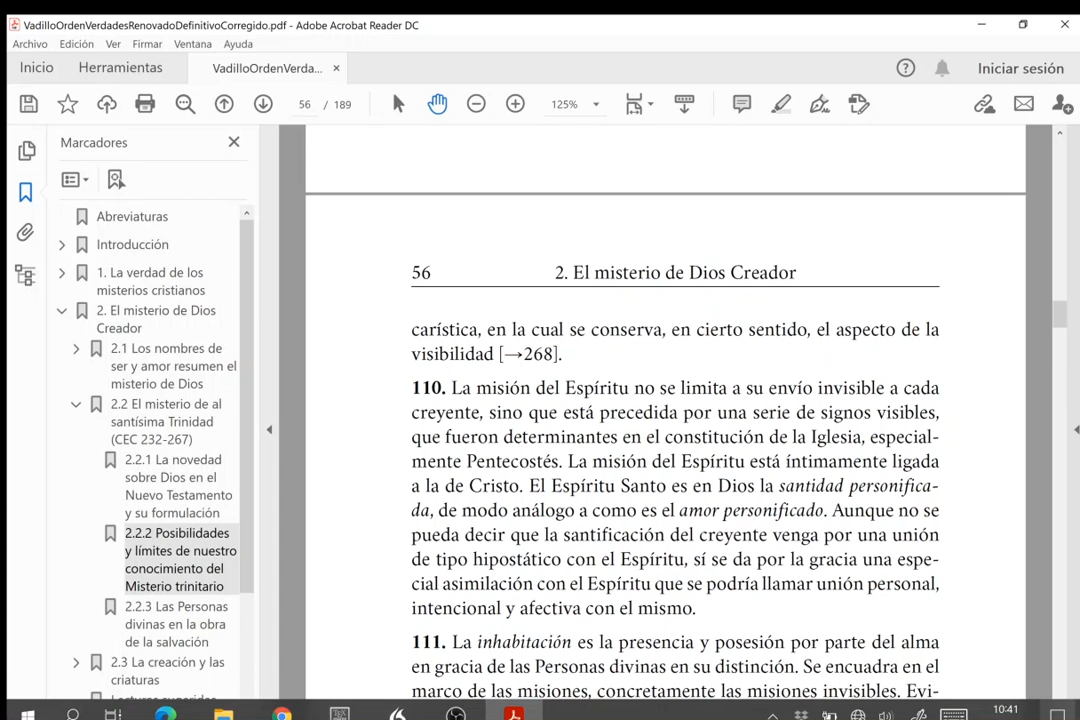 VadilloOrdenVerdadesRenovadoDefinitivoCorregido.pdf - Adobe Acrobat Reader DC
Archivo Edición Ver Firmar Ventana Ayuda
Inicio Herramientas VadilloOrdenVerda... × Iniciar sesión
56 / 189 125%
Marcadores
Abreviaturas
Introducción
1. La verdad de los
misterios cristianos
2. El misterio de Dios
Creador
2.1 Los nombres de
ser y amor resumen el
misterio de Dios
2.2 El misterio de al
santísima Trinidad
(CEC 232-267)
2.2.1 La novedad
sobre Dios en el
Nuevo Testamento
y su formulación
2.2.2 Posibilidades
y límites de nuestro
conocimiento del
Misterio trinitario
2.2.3 Las Personas
divinas en la obra
de la salvación
2.3 La creación y las
criaturas
Lecturas sugeridas
56 2. El misterio de Dios Creador
carística, en la cual se conserva, en cierto sentido, el aspecto de la
visibilidad [→268].
110. La misión del Espíritu no se limita a su envío invisible a cada
creyente, sino que está precedida por una serie de signos visibles,
que fueron determinantes en el constitución de la Iglesia, especial-
mente Pentecostés. La misión del Espíritu está íntimamente ligada
a la de Cristo. El Espíritu Santo es en Dios la santidad personifica-
da, de modo análogo a como es el amor personificado. Aunque no se
pueda decir que la santificación del creyente venga por una unión
de tipo hipostático con el Espíritu, sí se da por la gracia una espe-
cial asimilación con el Espíritu que se podría llamar unión personal,
intencional y afectiva con el mismo.
111. La inhabitación es la presencia y posesión por parte del alma
en gracia de las Personas divinas en su distinción. Se encuadra en el
marco de las misiones, concretamente las misiones invisibles. Evi-
10:41